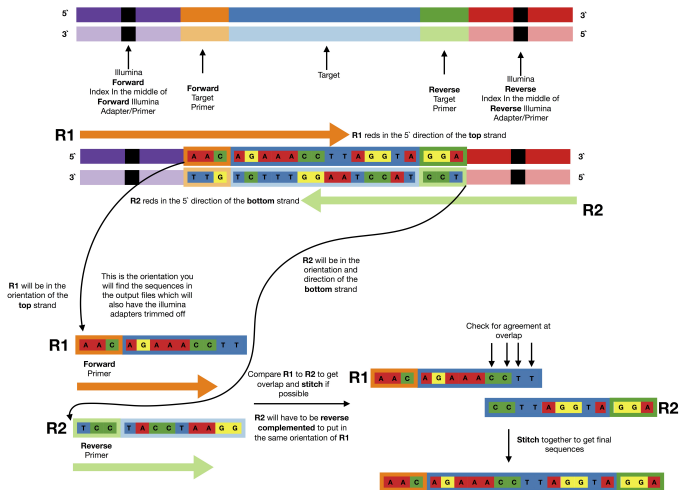 5` 3`
3` 5`
Illumina
Forward
Index In the middle of
Forward Illumina
Adapter/Primer
Forward
Target
Primer
Target
Reverse
Target
Primer
Illumina
Reverse
Index In the middle of
Reverse Illumina
Adapter/Primer
R1
R1 reds in the 5` direction of the top strand
5` A A C A G A A A C C T T A G G T A G G A 3`
3` T T G T C T T T G G A A T C C A T C C T 5`
R2 reds in the 5` direction of the bottom strand
R2
R1 will be in the
orientation of the
top strand
This is the orientation you
will find the sequences in
the output files which will
also have the illumina
adapters trimmed off
R2 will be in the
orientation and
direction of the
bottom strand
R1 A A C A G A A A C C T T
Forward
Primer
R2 T C C T A C C T A A G G
Reverse
Primer
Compare R1 to R2 to get
overlap and stitch if
possible
R2 will have to be reverse
complemented to put in
the same orientation of R1
Check for agreement at
overlap
R1 A A C A G A A A C C T T
C C T T A G G T A G G A R2
Stitch together to get final
sequences
A A C A G A A A C C T T A G G T A G G A